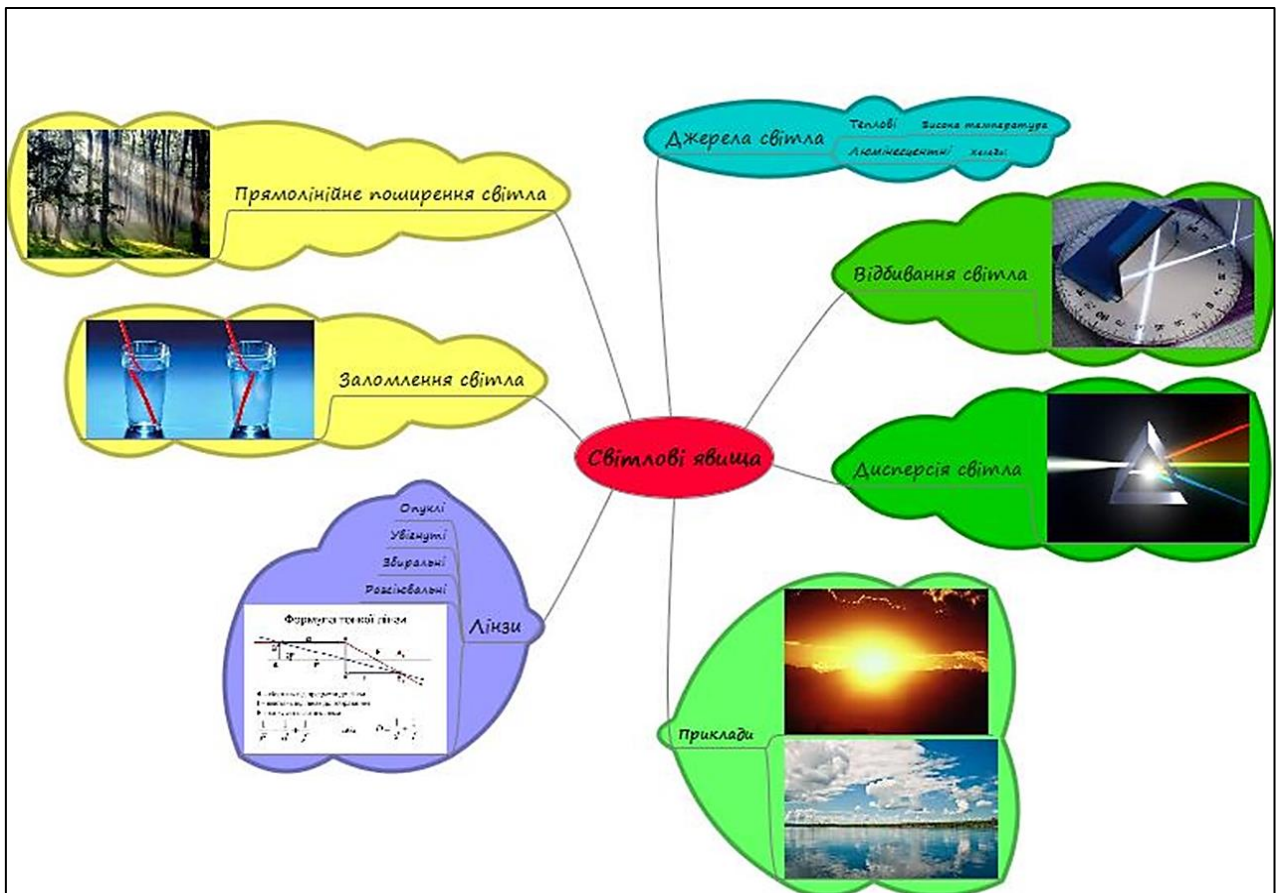 Джерела світла
Теплові
Висока температура
Люмінесцентні
Холодні
Прямолінійне поширення світла
Відбивання світла
Заломлення світла
Світлові явища
Дисперсія світла
Опуклі
Увігнуті
Збиральні
Розсіювальні
Лінзи
Формула тонкої лінзи
Приклади